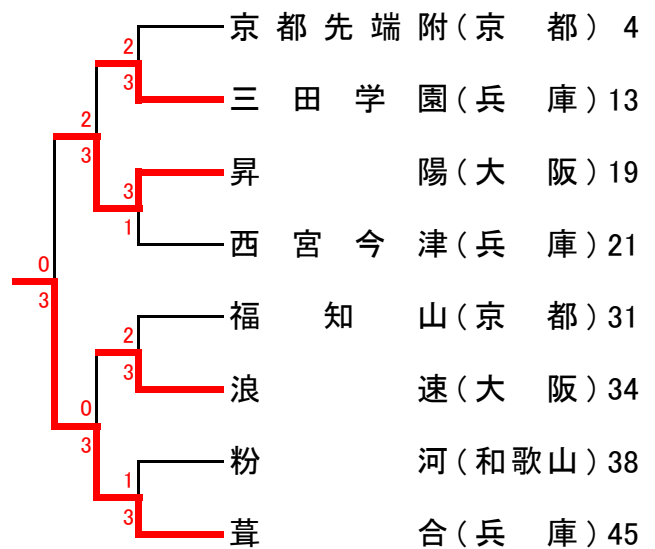 京都先端附(京 都) 4
2
3
三田学園(兵 庫)13
2
3
昇 陽(大 阪)19
3
1
西宮今津(兵 庫)21
0
3
福知山(京 都)31
2
3
浪 速(大 阪)34
0
3
粉 河(和歌山)38
1
3
葺 合(兵 庫)45